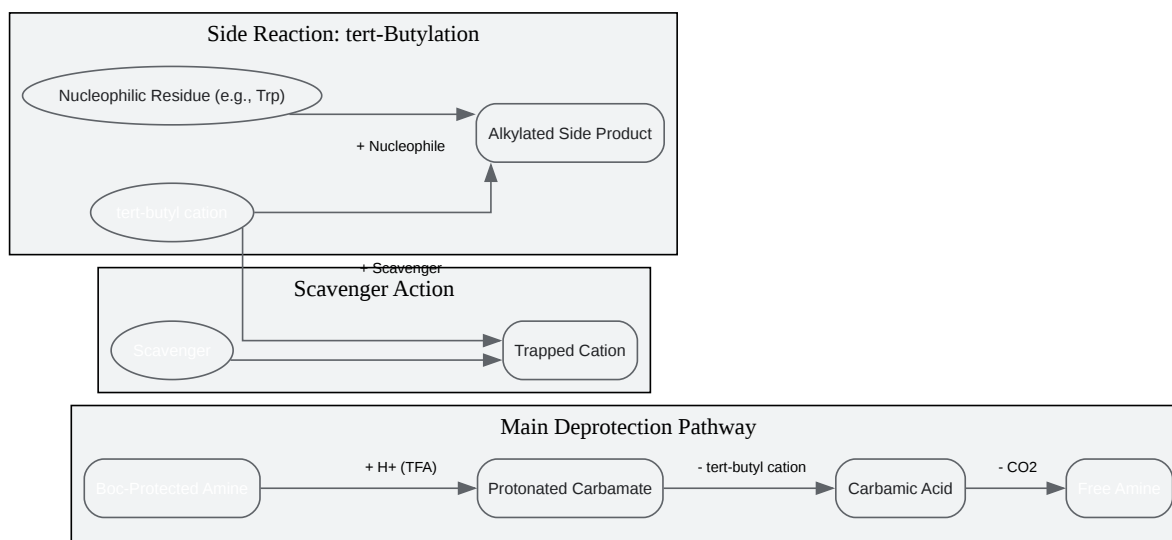 Side Reaction: tert-Butylation
Nucleophilic Residue (e.g., Trp)
Alkylated Side Product
+ Nucleophile
tert-butyl cation
+ Scavenger
Scavenger Action
Scavenger
Trapped Cation
Main Deprotection Pathway
+ H+ (TFA)
- tert-butyl cation
- CO2
Boc-Protected Amine
Protonated Carbamate
Carbamic Acid
Free Amine